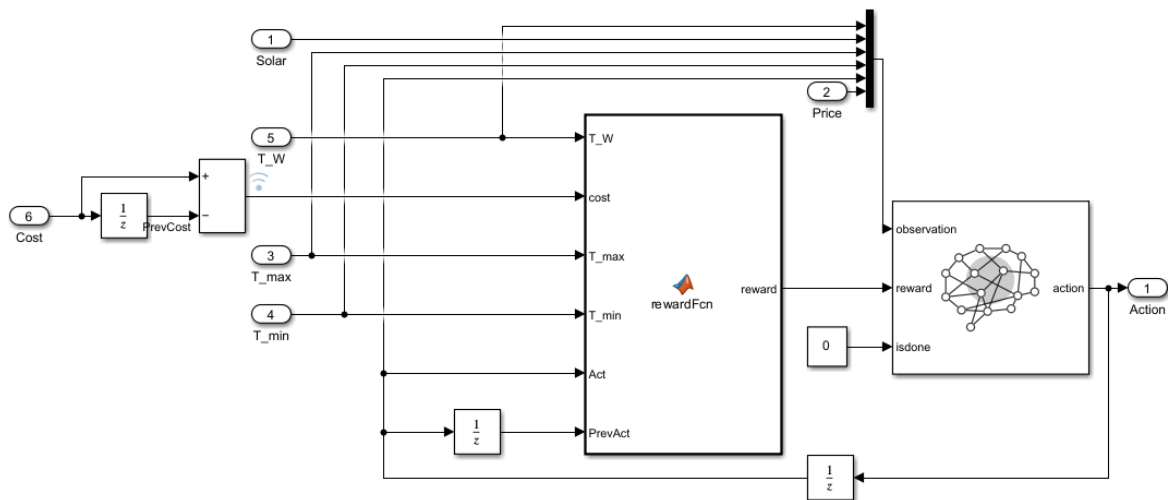 1
Solar
2
Price
5
T_W
T_W
+
−
6
Cost
1
z
PrevCost
cost
observation
3
T_max
T_max
rewardFcn
reward
reward
action
1
Action
4
T_min
T_min
0
isdone
Act
1
z
PrevAct
1
z